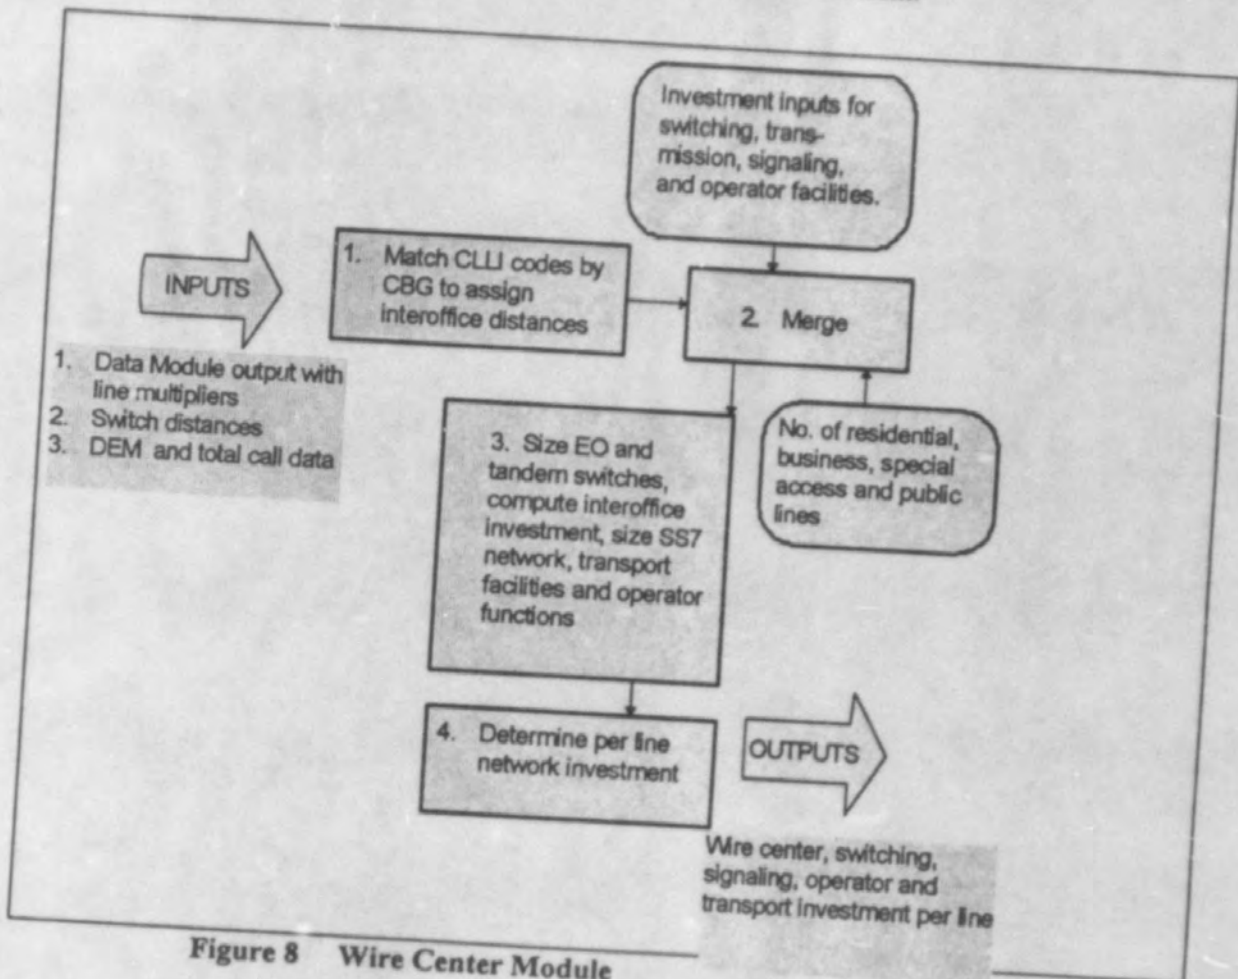 Investment inputs for
switching, trans-
mission, signaling,
and operator facilities.
INPUTS
1. Match CLLI codes by
CBG to assign
interoffice distances
2. Merge
1. Data Module output with
line multipliers
2. Switch distances
3. DEM and total call data
3. Size EO and
tandem switches,
compute interoffice
investment, size SS7
network, transport
facilities and operator
functions
No. of residential,
business, special
access and public
lines
4. Determine per line
network investment
OUTPUTS
Wire center, switching,
signaling, operator and
transport investment per line
Figure 8 Wire Center Module